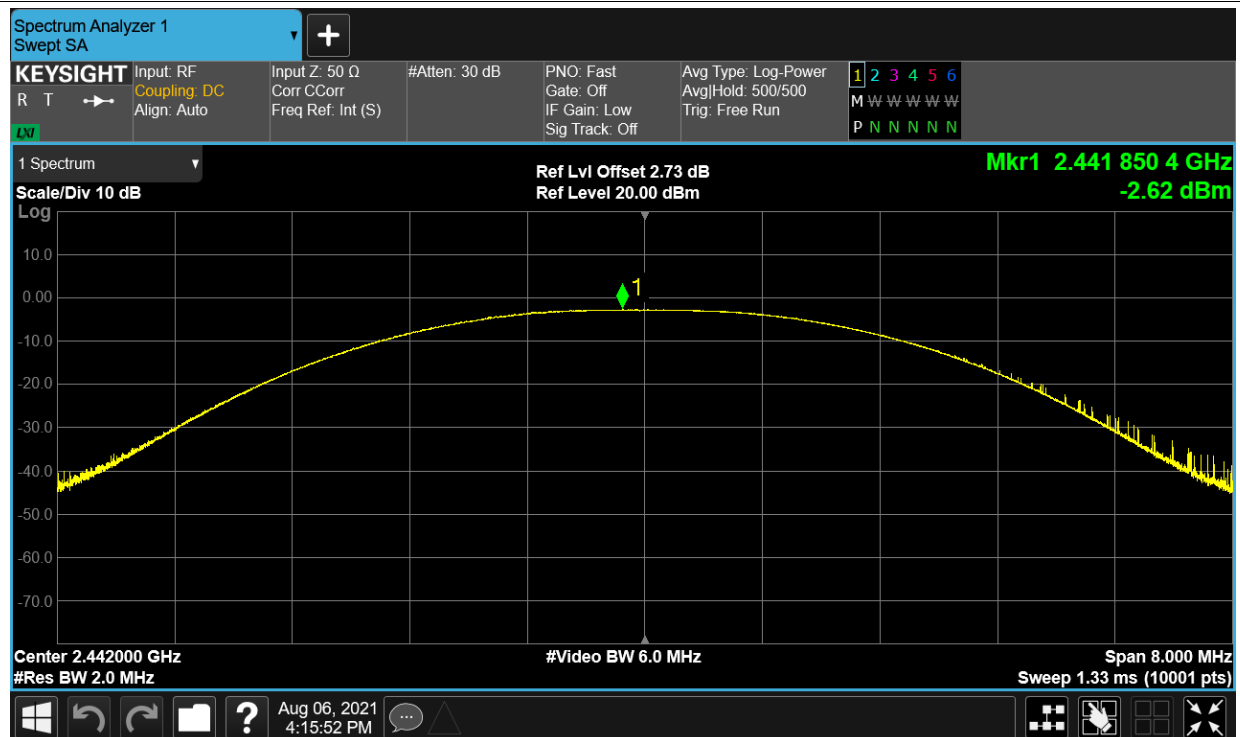 Spectrum Analyzer 1
Swept SA
▼
+
KEYSIGHT
R T
LXI
Input: RF
Coupling: DC
Align: Auto
Input Z: 50 Ω
Corr CCorr
Freq Ref: Int (S)
#Atten: 30 dB
PNO: Fast
Gate: Off
IF Gain: Low
Sig Track: Off
Avg Type: Log-Power
Avg|Hold: 500/500
Trig: Free Run
1 2 3 4 5 6
M W W W W W
P N N N N N
1 Spectrum ▼
Scale/Div 10 dB
Ref Lvl Offset 2.73 dB
Ref Level 20.00 dBm
Mkr1 2.441 850 4 GHz
-2.62 dBm
Log
10.0
0.00
1
-10.0
-20.0
-30.0
-40.0
-50.0
-60.0
-70.0
Center 2.442000 GHz
#Video BW 6.0 MHz
Span 8.000 MHz
#Res BW 2.0 MHz
Sweep 1.33 ms (10001 pts)
?
Aug 06, 2021
4:15:52 PM